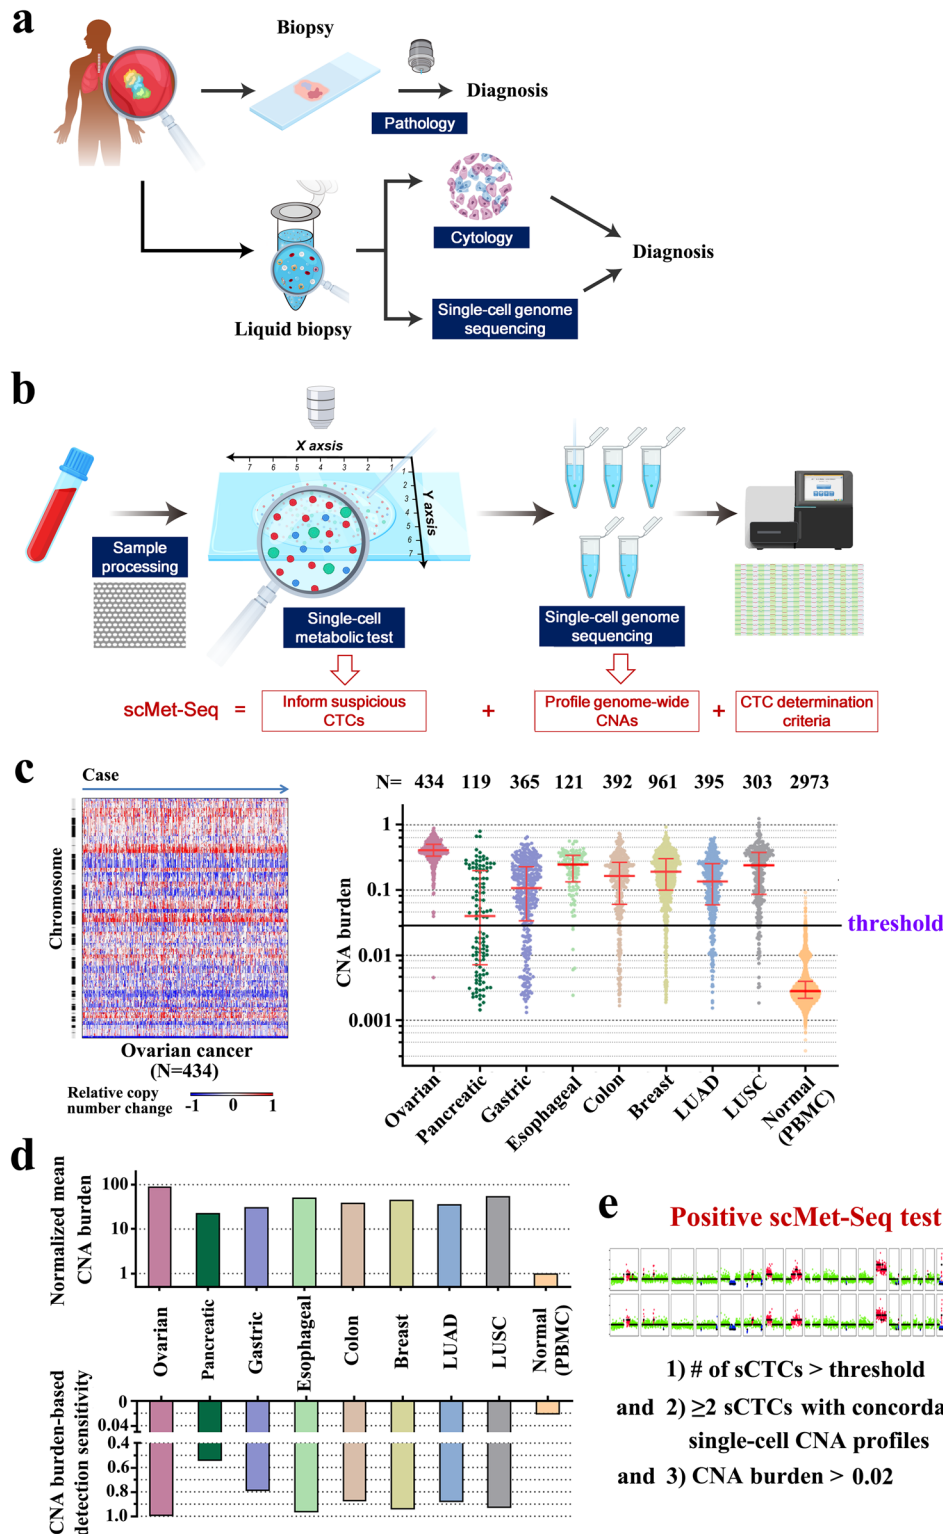 a
Biopsy
Diagnosis
Pathology
Cytology
Diagnosis
Single-cell genome
sequencing
Liquid biopsy
b
X axsis
7 6 5 4 3 2 1
1
2
3
4
5
6
7
Y axsis
Sample
processing
Single-cell
metabolic test
Single-cell genome
sequencing
scMet-Seq =
Inform suspicious
CTCs
+
Profile genome-wide
CNAs
+
CTC determination
criteria
c
Case
Chromosome
Ovarian cancer
(N=434)
Relative copy
number change
-1 0 1
N= 434 119 365 121 392 961 395 303 2973
CNA burden
1
0.1
0.01
0.001
threshold
Ovarian
Pancreatic
Gastric
Esophageal
Colon
Breast
LUAD
LUSC
Normal
(PBMC)
d
Normalized mean
CNA burden
100
10
1
Ovarian
Pancreatic
Gastric
Esophageal
Colon
Breast
LUAD
LUSC
Normal
(PBMC)
CNA burden-based
detection sensitivity
0
0.04
0.4
0.6
0.8
1.0
e
Positive scMet-Seq test
1) # of sCTCs > threshold
and 2) ≥2 sCTCs with concorda
single-cell CNA profiles
and 3) CNA burden > 0.02